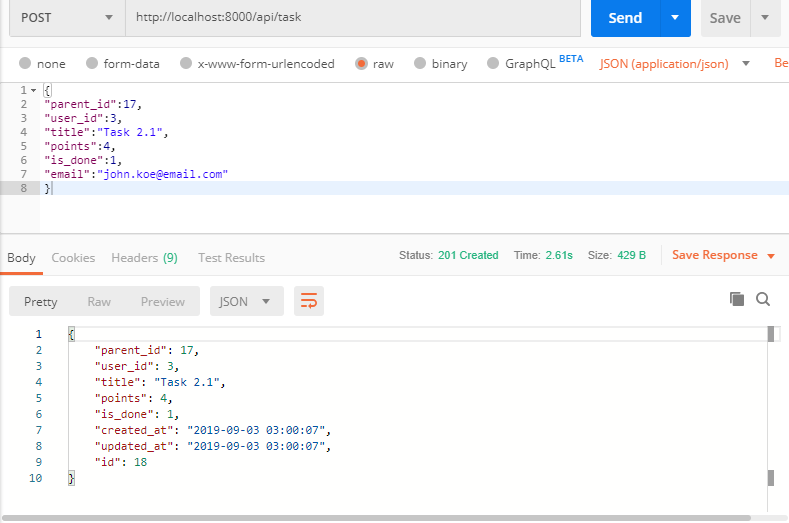 POST http://localhost:8000/api/task Send Save
none form-data x-www-form-urlencoded raw binary GraphQL BETA JSON (application/json) Be
1 {
2 "parent_id":17,
3 "user_id":3,
4 "title":"Task 2.1",
5 "points":4,
6 "is_done":1,
7 "email":"john.koe@email.com"
8 }
Body Cookies Headers (9) Test Results Status: 201 Created Time: 2.61s Size: 429 B Save Response
Pretty Raw Preview JSON
1 {
2 "parent_id": 17,
3 "user_id": 3,
4 "title": "Task 2.1",
5 "points": 4,
6 "is_done": 1,
7 "created_at": "2019-09-03 03:00:07",
8 "updated_at": "2019-09-03 03:00:07",
9 "id": 18
10 }